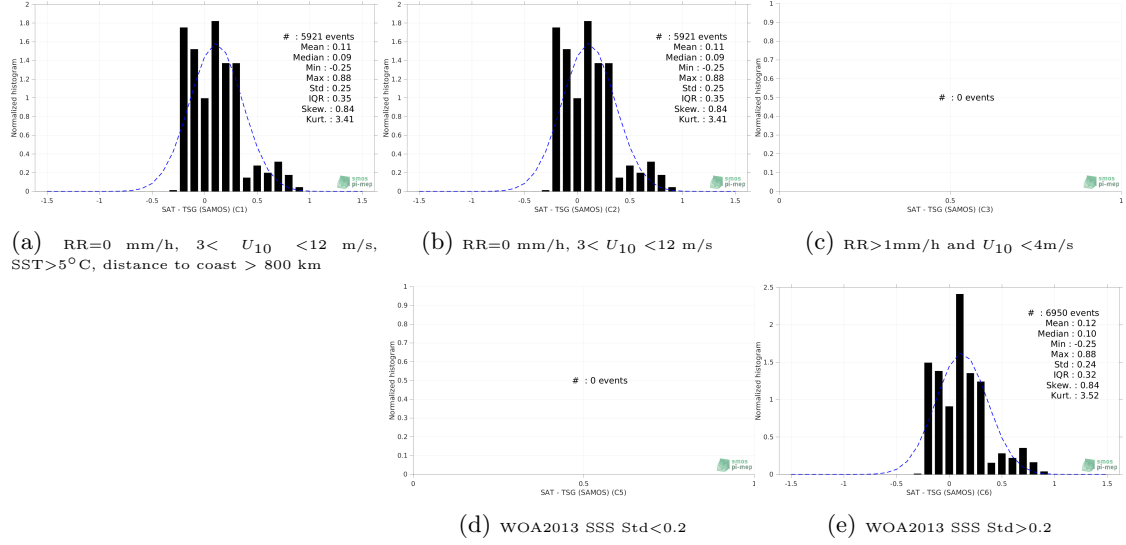 2
1.8
1.6
1.4
1.2
1
0.8
0.6
0.4
0.2
0
Normalized histogram
# : 5921 events
Mean : 0.11
Median : 0.09
Min : -0.25
Max : 0.88
Std : 0.25
IQR : 0.35
Skew. : 0.84
Kurt. : 3.41
smos
pi-mep
-1.5 -1 -0.5 0 0.5 1 1.5
SAT - TSG (SAMOS) (C1)
(a) RR=0 mm/h, 3< U10 <12 m/s,
SST>5°C, distance to coast > 800 km
2
1.8
1.6
1.4
1.2
1
0.8
0.6
0.4
0.2
0
Normalized histogram
# : 5921 events
Mean : 0.11
Median : 0.09
Min : -0.25
Max : 0.88
Std : 0.25
IQR : 0.35
Skew. : 0.84
Kurt. : 3.41
smos
pi-mep
-1.5 -1 -0.5 0 0.5 1 1.5
SAT - TSG (SAMOS) (C2)
(b) RR=0 mm/h, 3< U10 <12 m/s
1
0.9
0.8
0.7
0.6
0.5
0.4
0.3
0.2
0.1
0
Normalized histogram
# : 0 events
smos
pi-mep
0 0.5 1
SAT - TSG (SAMOS) (C3)
(c) RR>1mm/h and U10 <4m/s
1
0.9
0.8
0.7
0.6
0.5
0.4
0.3
0.2
0.1
0
Normalized histogram
# : 0 events
smos
pi-mep
0 0.5 1
SAT - TSG (SAMOS) (C5)
(d) WOA2013 SSS Std<0.2
2.5
2
1.5
1
0.5
0
Normalized histogram
# : 6950 events
Mean : 0.12
Median : 0.10
Min : -0.25
Max : 0.88
Std : 0.24
IQR : 0.32
Skew. : 0.84
Kurt. : 3.52
smos
pi-mep
-1.5 -1 -0.5 0 0.5 1 1.5
SAT - TSG (SAMOS) (C6)
(e) WOA2013 SSS Std>0.2